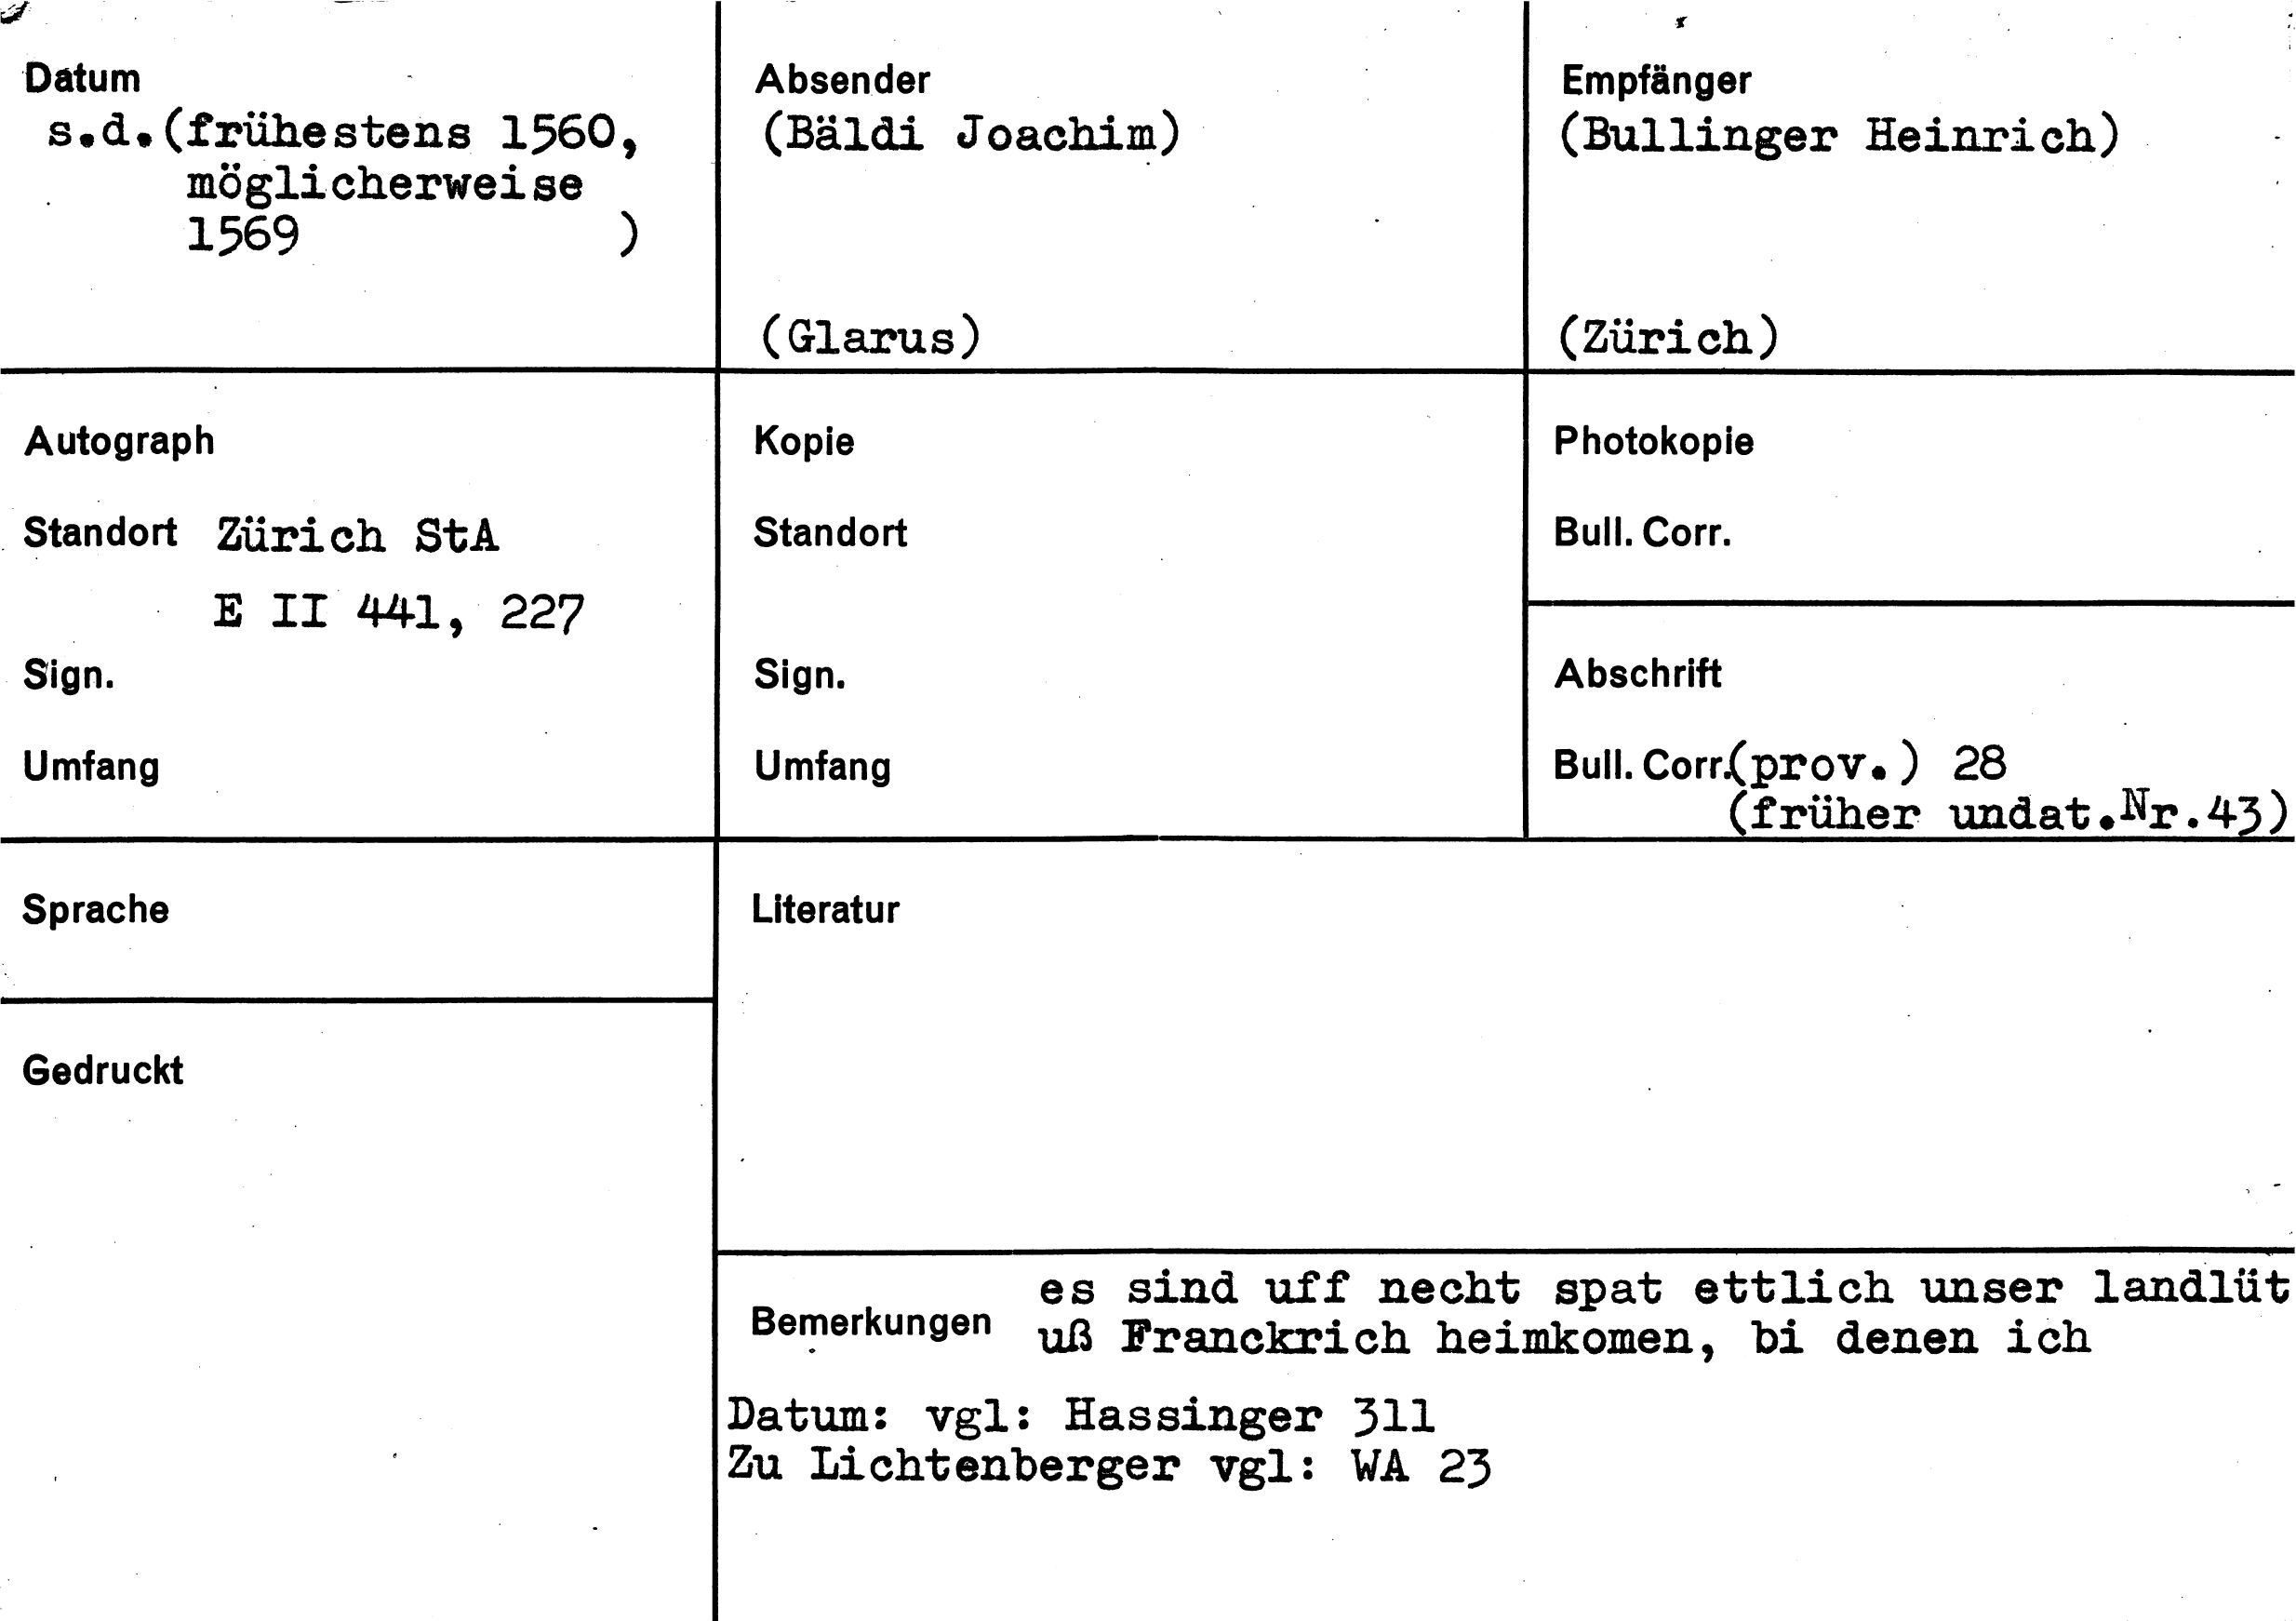 Datum
s.d.(frühestens 1560,
möglicherweise
1569 )
Absender
(Bäldi Joachim)
(Glarus)
Empfänger
(Bullinger Heinrich)
(Zürich)
Autograph
Standort Zürich StA
E II 441, 227
Sign.
Umfang
Kopie
Standort
Sign.
Umfang
Photokopie
Bull. Corr.
Abschrift
Bull. Corr.(prov.) 28
(früher undat.Nr.43)
Sprache
Literatur
Gedruckt
Bemerkungen
es sind uff necht spat ettlich unser landlüt
uß Franckrich heimkomen, bi denen ich
Datum: vgl: Hassinger 311
Zu Lichtenberger vgl: WA 23